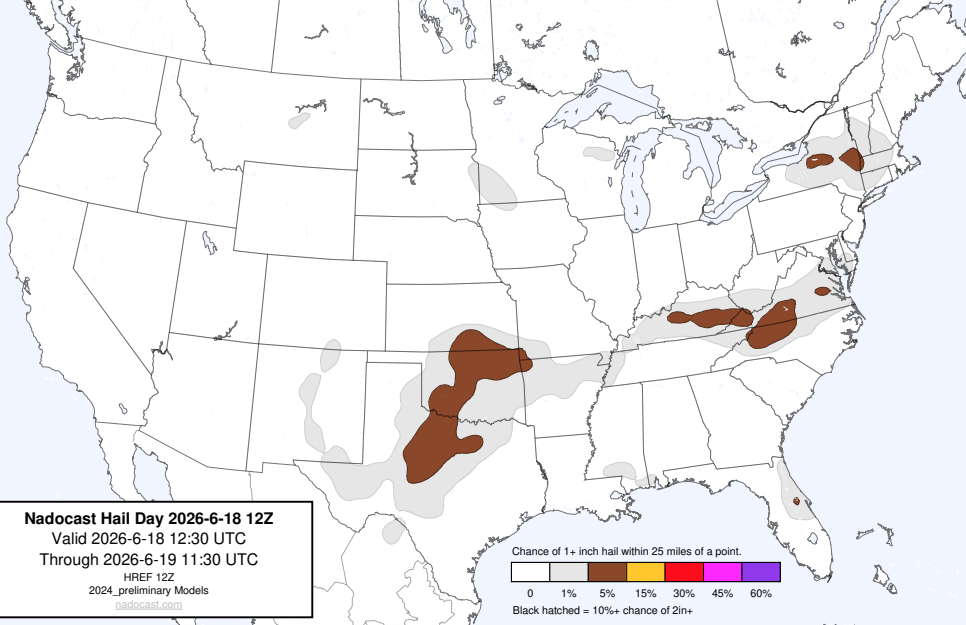 Nadocast Hail Day 2026-6-18 12Z
Valid 2026-6-18 12:30 UTC
Through 2026-6-19 11:30 UTC
HREF 12Z
2024_preliminary Models
nadocast.com
Chance of 1+ inch hail within 25 miles of a point.
0 1% 5% 15% 30% 45% 60%
Black hatched = 10%+ chance of 2in+